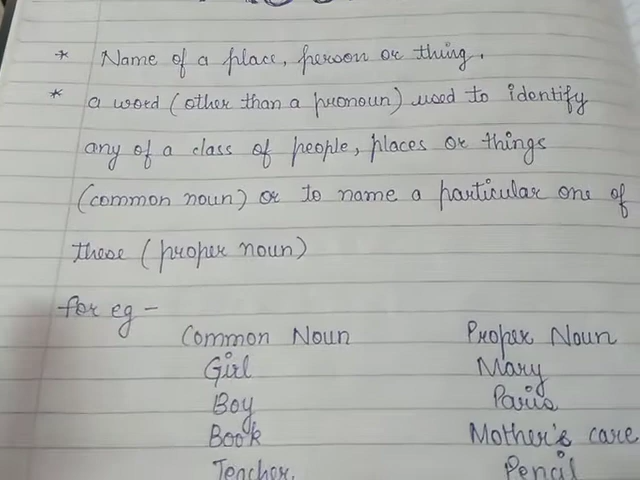 * Name of a place, person or thing.
* a word (other than a pronoun) used to identify
any of a class of people, places or things
(common noun) or to name a particular one of
these (proper noun)
for eg -
Common Noun Proper Noun
Girl Mary
Boy Paris
Book Mother's care
Teacher. Pencil